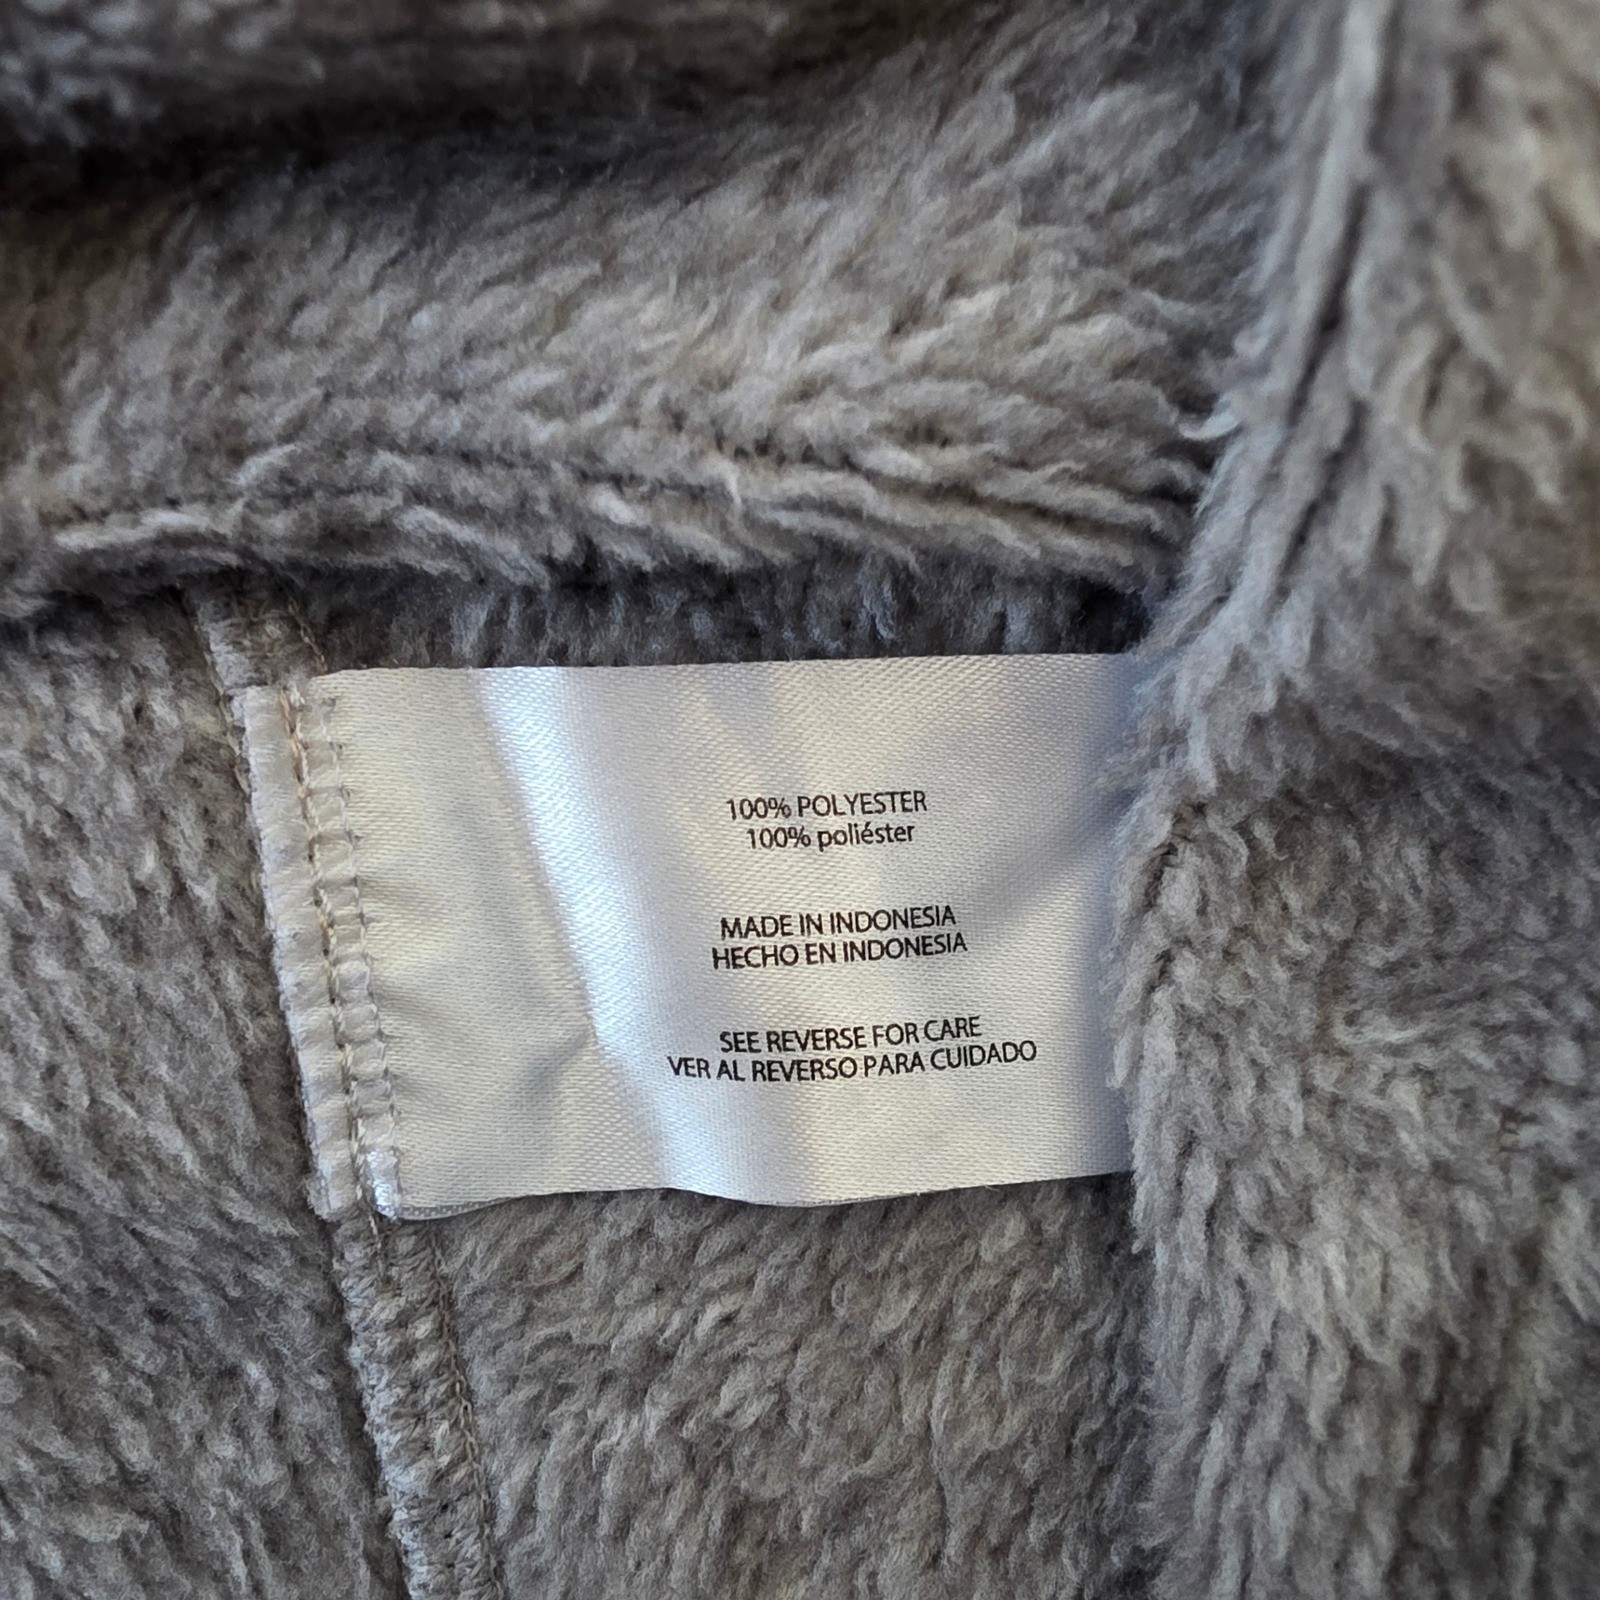 100% POLYESTER
100% poliéster
MADE IN INDONESIA
HECHO EN INDONESIA
SEE REVERSE FOR CARE
VER AL REVERSO PARA CUIDADO